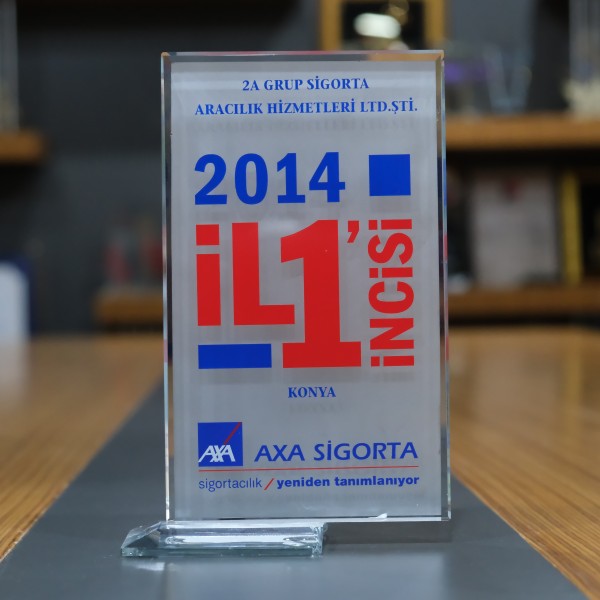 2A GRUP SİGORTA
ARACILIK HİZMETLERİ LTD.ŞTİ.
2014
İL 1'İNCİSİ
KONYA
AXA AXA SİGORTA
sigortacılık / yeniden tanımlanıyor